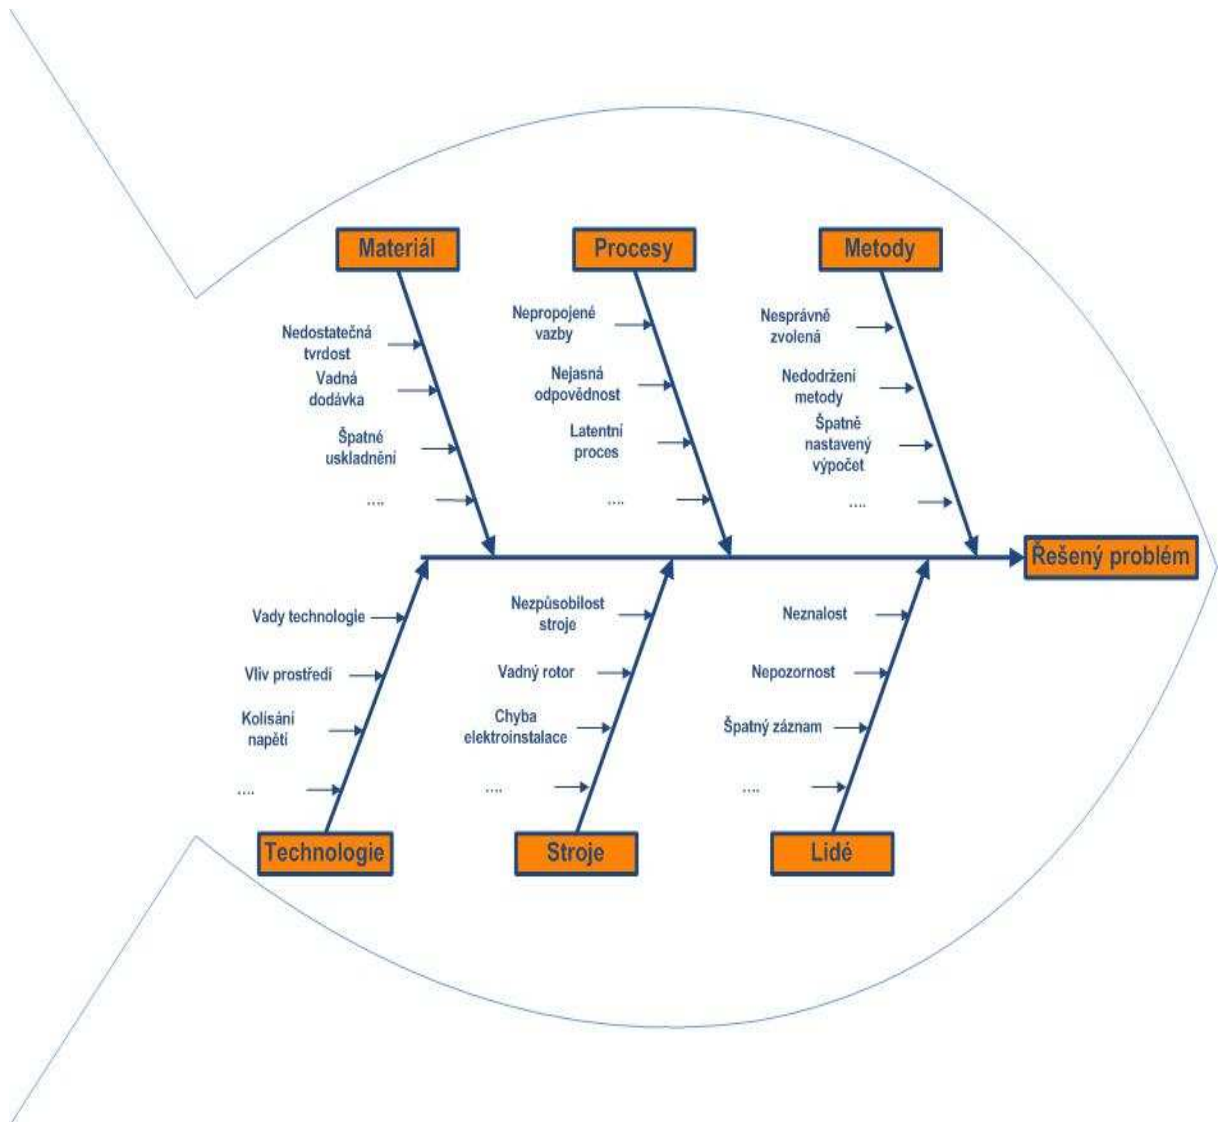 Materiál
Procesy
Metody
Nedostatečná
tvrdost
Vadná
dodávka
Špatné
uskladnění
....
Nepropojené
vazby
Nejasná
odpovědnost
Latentní
proces
....
Nesprávně
zvolená
Nedodržení
metody
Špatně
nastavený
výpočet
....
Řešený problém
Vady technologie
Vliv prostředí
Kolísání
napětí
....
Nezpůsobilost
stroje
Vadný rotor
Chyba
elektroinstalace
....
Neznalost
Nepozornost
Špatný záznam
....
Technologie
Stroje
Lidé